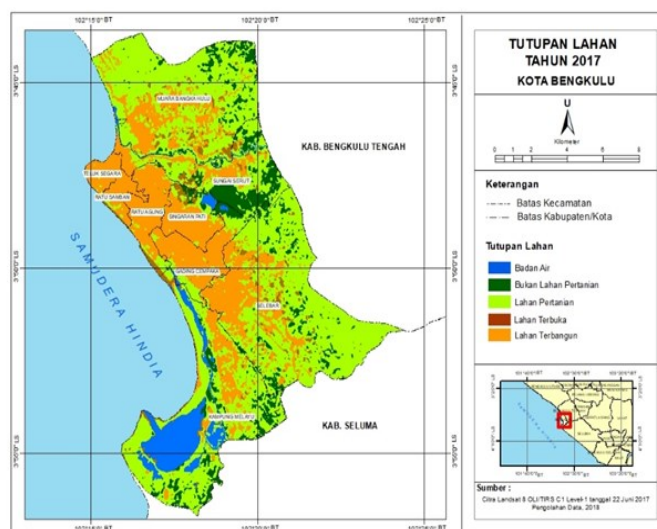 102°15'0"BT 102°20'0"BT 102°25'0"BT
TUTUPAN LAHAN
TAHUN 2017
KOTA BENGKULU
U
Kilometer
0 2 4 6 8
Keterangan
Batas Kecamatan
Batas Kabupaten/Kota
Tutupan Lahan
Badan Air
Bukan Lahan Pertanian
Lahan Pertanian
Lahan Terbuka
Lahan Terbangun
MUARA BANGKA HULU
KAB. BENGKULU TENGAH
TELUK SEGARA
SUNGAI SERUT
RATU SAMBAN
RATU AGUNG
SINGARAN PATI
GADING CEMPAKA
SELEBAR
SAMUDERA HINDIA
KAMPUNG MELAYU
KAB. SELUMA
SAMUDERA HINDIA
Sumber :
Citra Landsat 8 OLI/TIRS C1 Level-1 tanggal 22 Juni 2017
Pengolahan Data, 2018